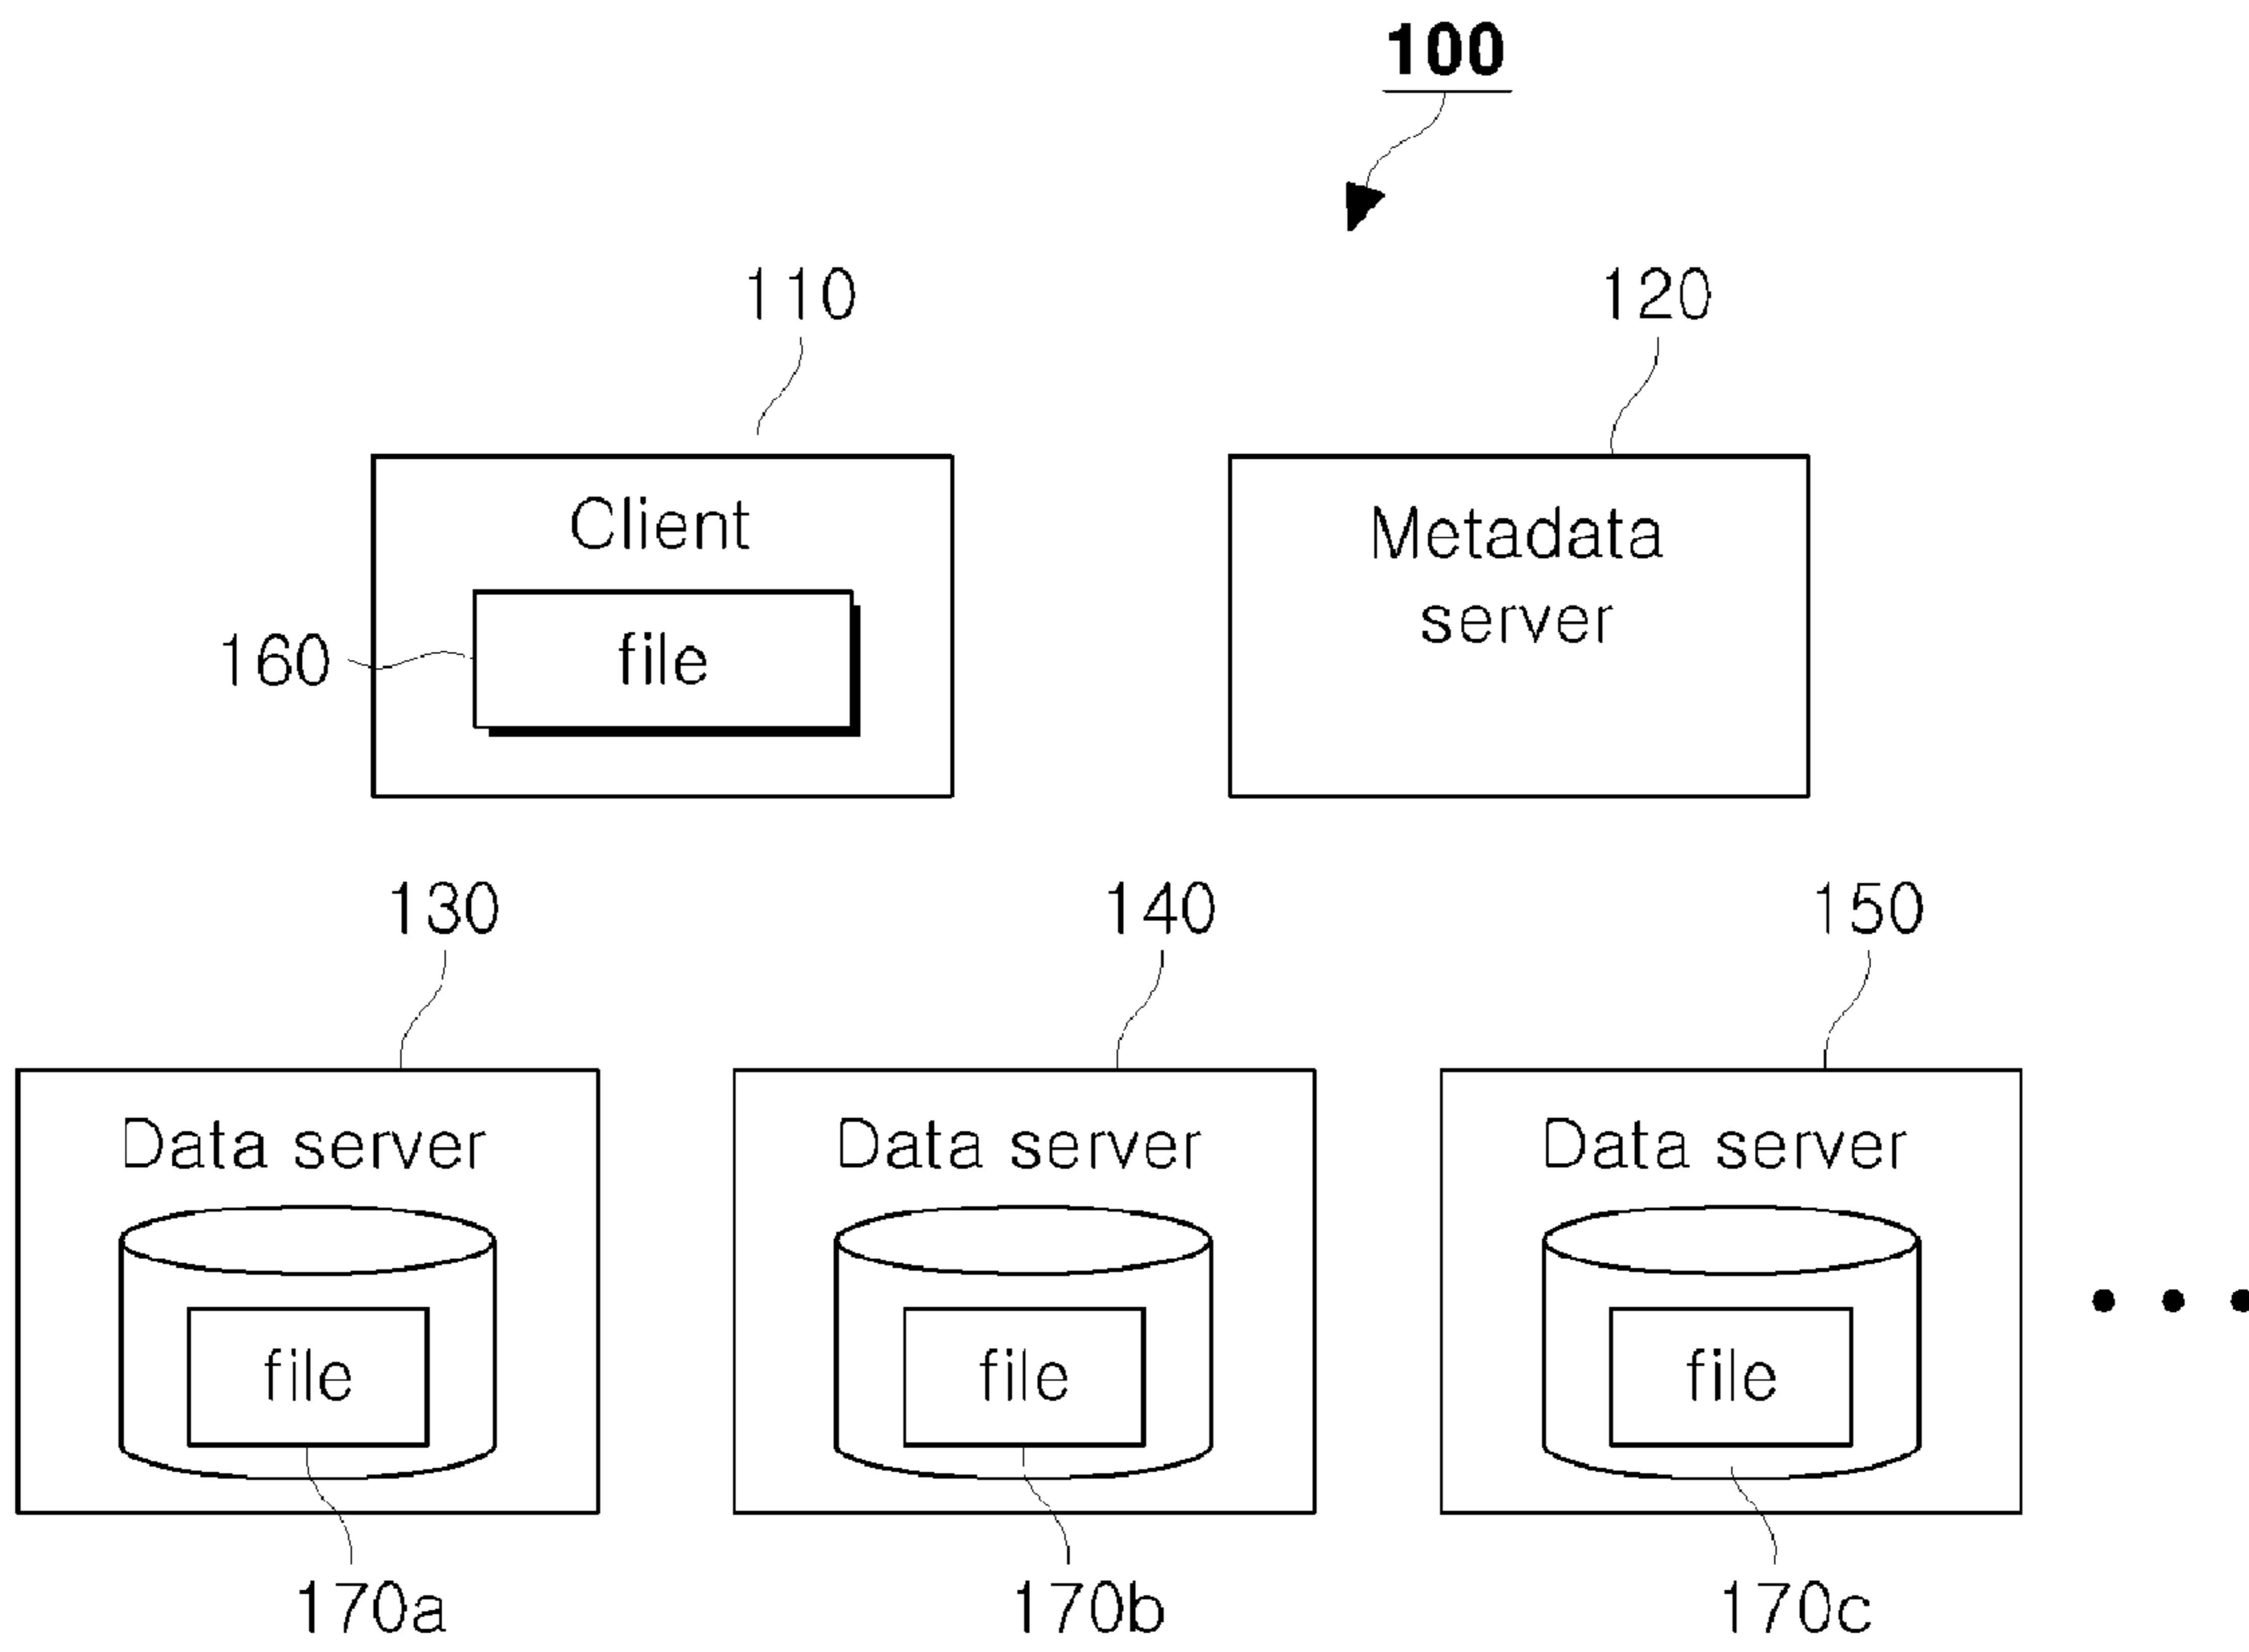 100
110
120
Client
Metadata
server
160
file
130
140
150
Data server
Data server
Data server
file
file
file
170a
170b
170c